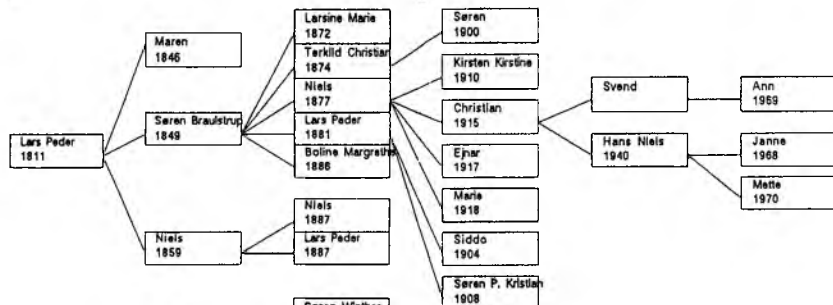 Lars Peder
1811
Maren
1846
Søren Braulstrup
1849
Niels
1859
Larsine Marie
1872
Terkild Christian
1874
Niels
1877
Lars Peder
1881
Boline Margrethe
1886
Niels
1887
Lars Peder
1887
Søren
1900
Kirsten Kirstine
1910
Christian
1915
Ejnar
1917
Marie
1918
Siddo
1904
Søren P. Kristian
1908
Svend
Hans Niels
1940
Ann
1969
Janne
1968
Mette
1970